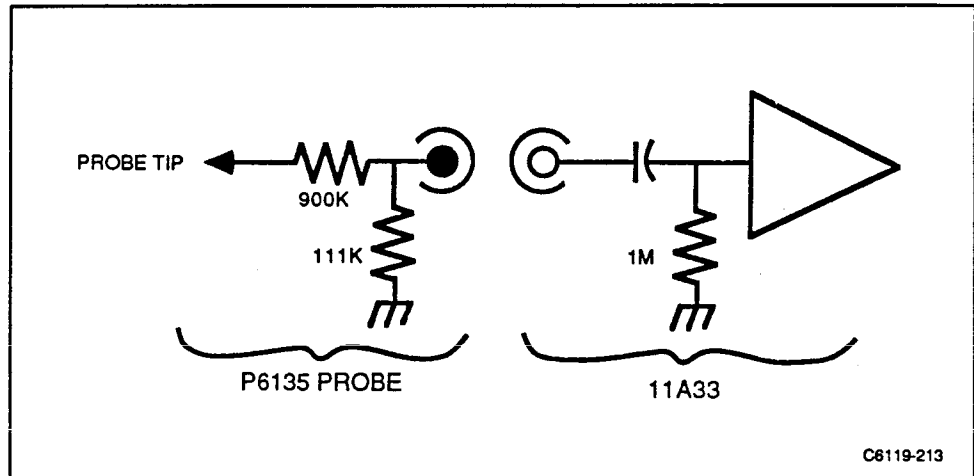 PROBE TIP
900K
111K
1M
P6135 PROBE
11A33
C6119-213